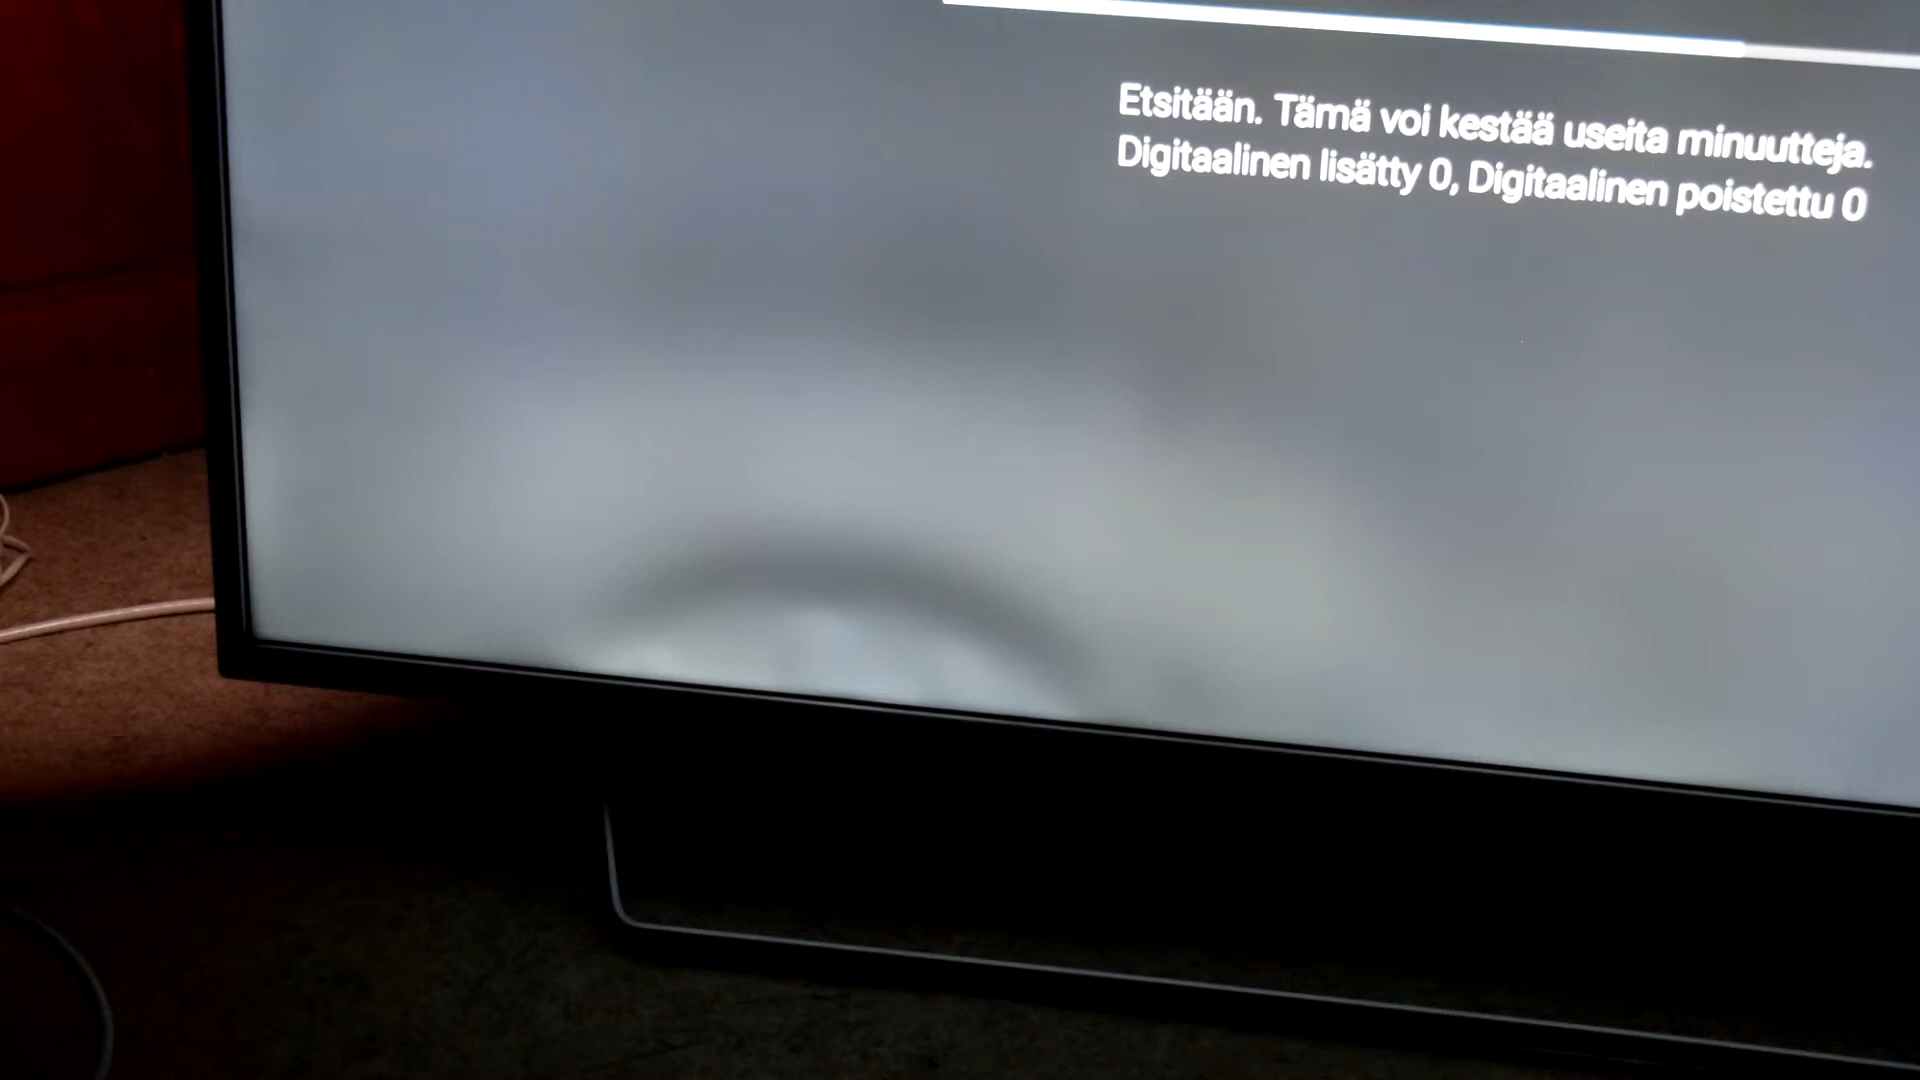 Etsitään. Tämä voi kestää useita minuutteja.
Digitaalinen lisätty 0, Digitaalinen poistettu 0